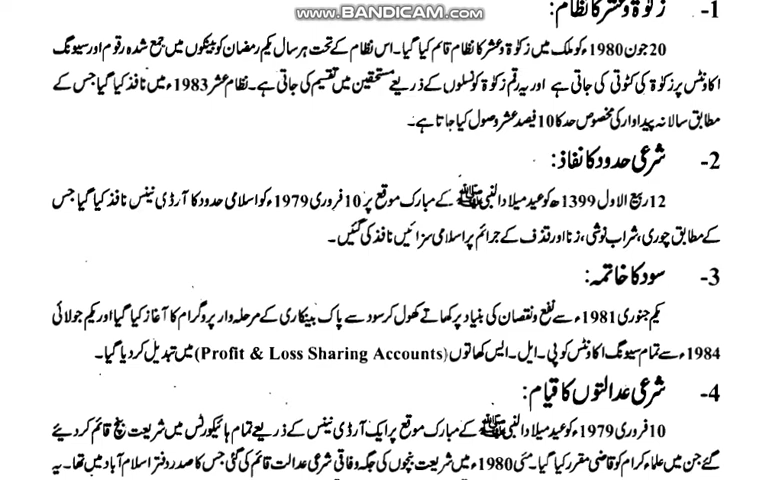 www.BANDICAM.com
1- زکوٰۃ و عشر کا نظام:
20 جون 1980ء کو ملک میں زکوٰۃ و عشر کا نظام قائم کیا گیا۔ اس نظام کے تحت ہر سال یکم رمضان کو بینکوں میں جمع شدہ رقوم اور سیونگ
اکاؤنٹس پر زکوٰۃ کی کٹوتی کی جاتی ہے اور یہ رقم زکوٰۃ کونسلوں کے ذریعے مستحقین میں تقسیم کی جاتی ہے۔ نظام عشر 1983ء میں نافذ کیا گیا جس کے
مطابق سالانہ پیداوار کی مخصوص حد کا 10 فیصد عشر وصول کیا جاتا ہے۔
2- شرعی حدود کا نفاذ:
12 ربیع الاول 1399ھ کو عید میلاد النبی ﷺ کے مبارک موقع پر 10 فروری 1979ء کو اسلامی حدود کا آرڈی نینس نافذ کیا گیا جس
کے مطابق چوری، شراب نوشی، زنا اور قذف کے جرائم پر اسلامی سزائیں نافذ کی گئیں۔
3- سود کا خاتمہ:
یکم جنوری 1981ء سے نفع و نقصان کی بنیاد پر کھاتے کھول کر سود سے پاک بینکاری کے مرحلہ وار پروگرام کا آغاز کیا گیا اور یکم جولائی
1984ء سے تمام سیونگ اکاؤنٹس کو پی۔ ایل۔ ایس کھاتوں (Profit & Loss Sharing Accounts) میں تبدیل کر دیا گیا۔
4- شرعی عدالتوں کا قیام:
10 فروری 1979ء کو عید میلاد النبی ﷺ کے مبارک موقع پر ایک آرڈی نینس کے ذریعے تمام ہائیکورٹس میں شریعت بنچ قائم کر دیئے
گئے جن میں علماء کرام کو قاضی مقرر کیا گیا۔ مئی 1980ء میں شریعت بنچوں کی جگہ وفاقی شرعی عدالت قائم کی گئی جس کا صدر دفتر اسلام آباد میں تھا۔ یہ